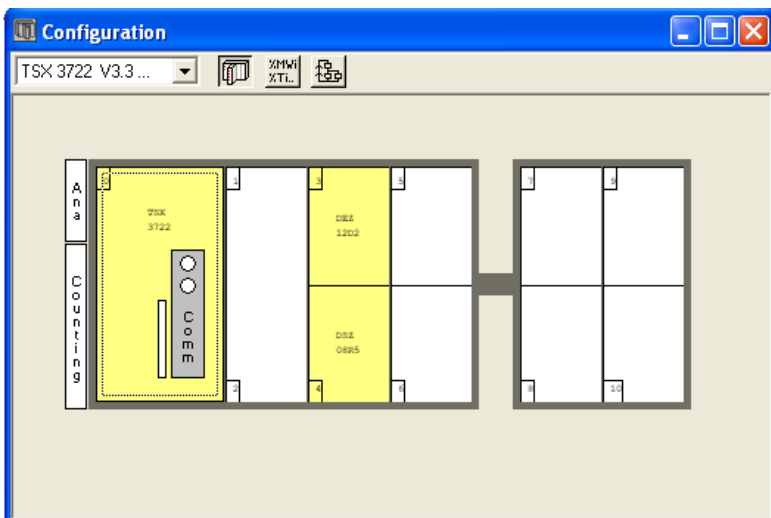 Configuration
TSX 3722 V3.3 ...
%MWi
%Ti..
Ana
Counting
0
TSX
3722
Comm
1
2
3
DEZ
12D2
DSZ
08R5
4
5
6
7
8
9
10